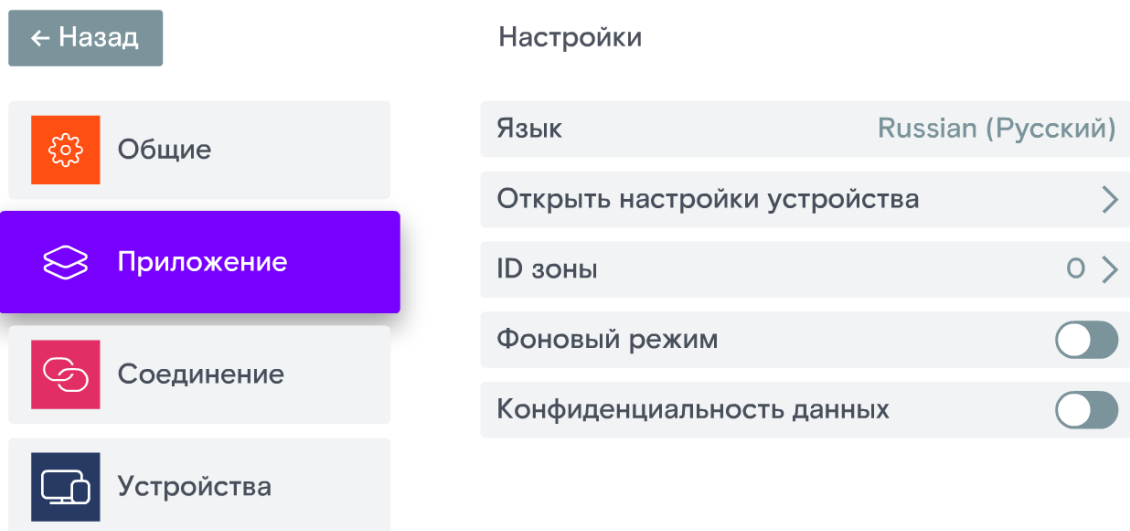 ← Назад
Настройки
Общие
Приложение
Соединение
Устройства
Язык Russian (Русский)
Открыть настройки устройства
ID зоны 0
Фоновый режим
Конфиденциальность данных